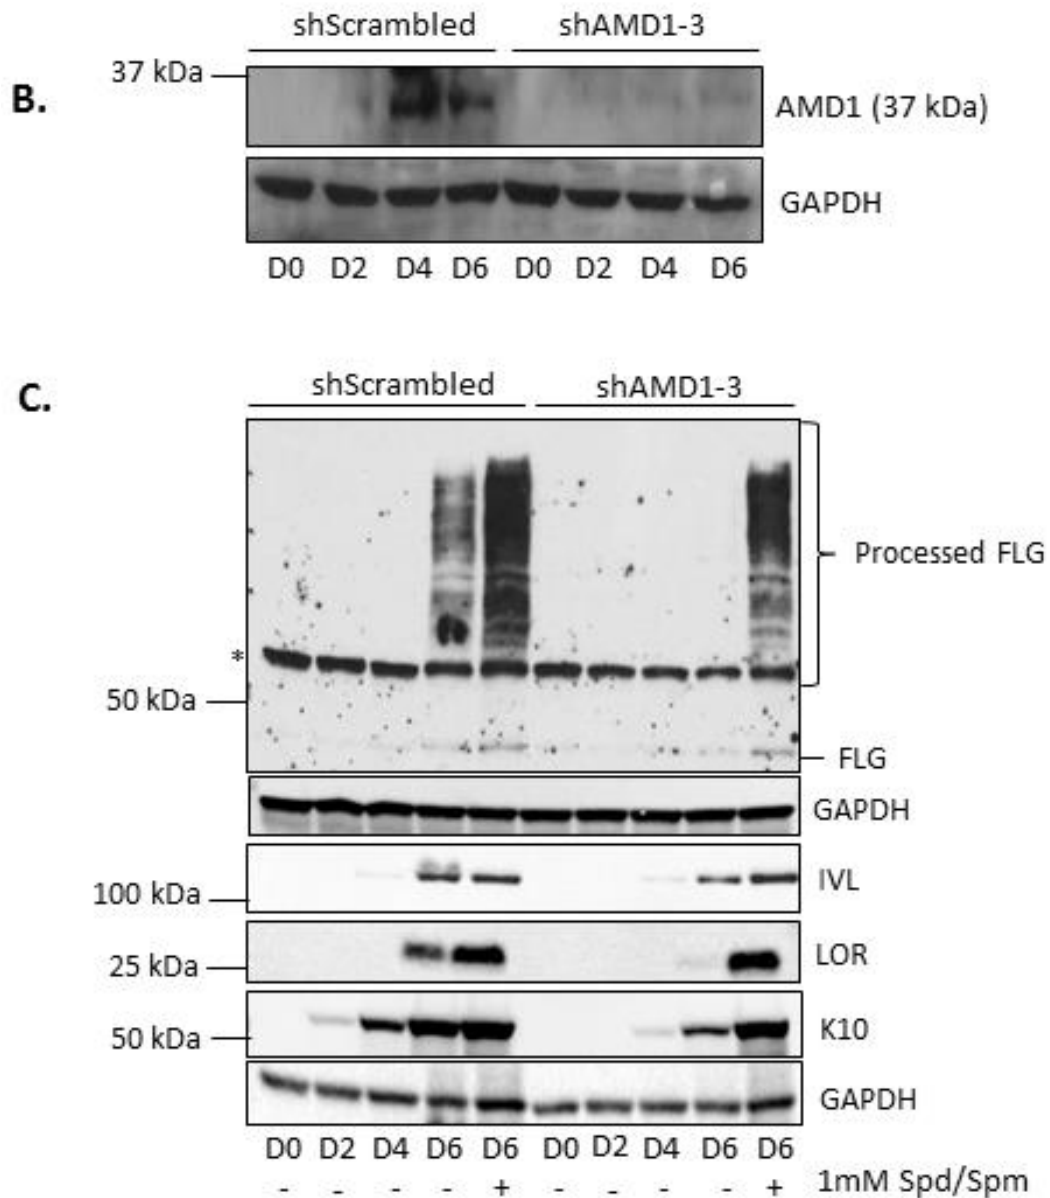 shScrambled shAMD1-3
B.
37 kDa
AMD1 (37 kDa)
GAPDH
D0 D2 D4 D6 D0 D2 D4 D6
C.
shScrambled shAMD1-3
Processed FLG
*
50 kDa
FLG
GAPDH
100 kDa
IVL
25 kDa
LOR
50 kDa
K10
GAPDH
D0 D2 D4 D6 D6 D0 D2 D4 D6 D6
- - - - + - - - - + 1mM Spd/Spm